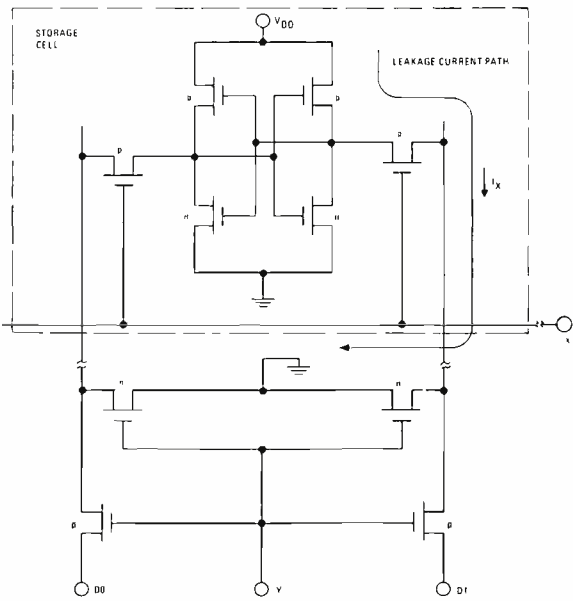 V DD
STORAGE
CELL
LEAKAGE CURRENT PATH
p
p
p
p
I X
n
n
X
n
n
p
p
D0
Y
D1